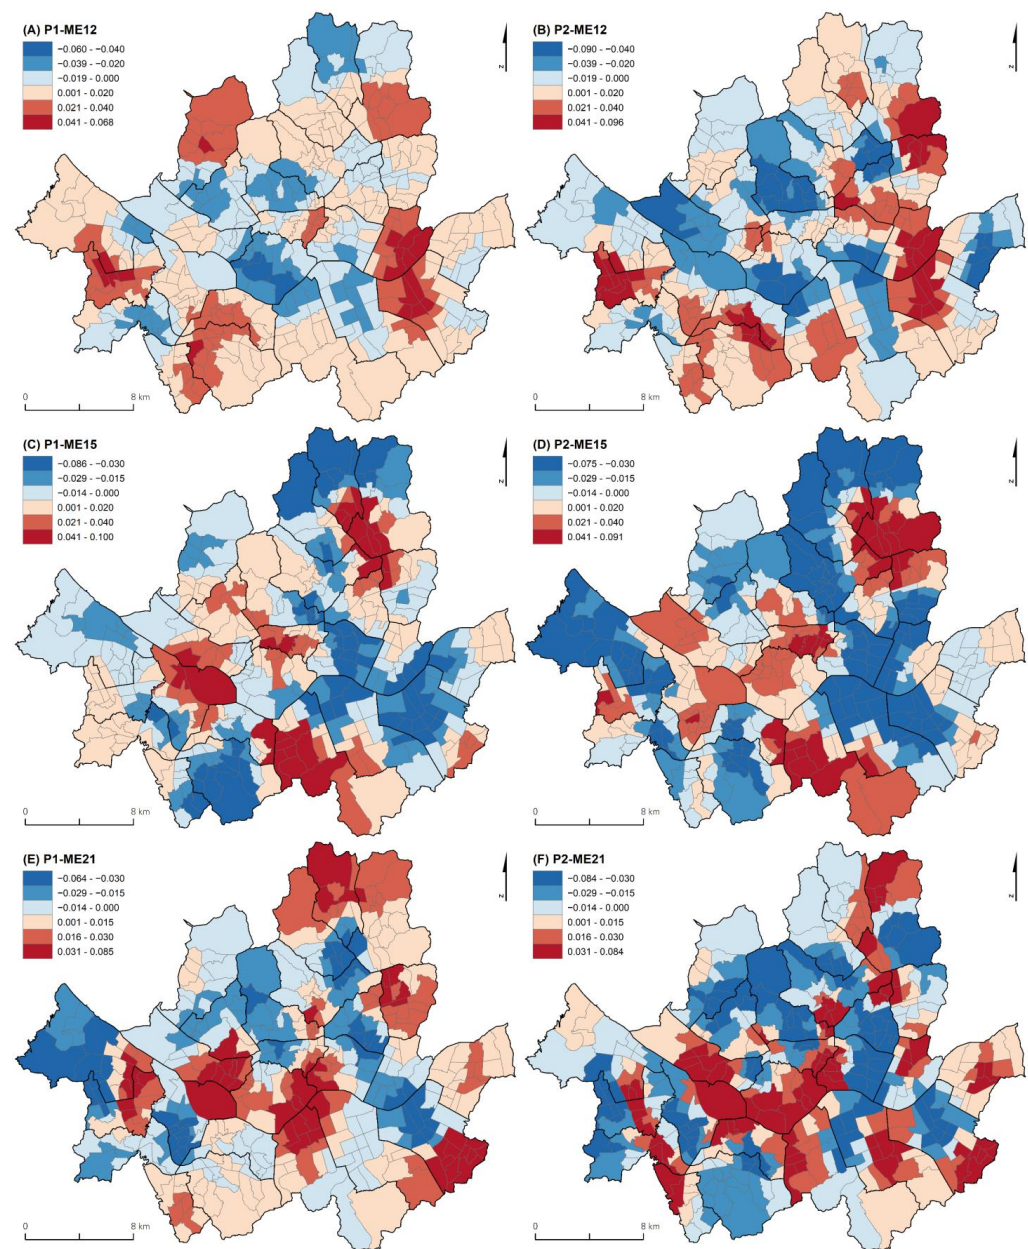 (A) P1-ME12
−0.060 - −0.040
−0.039 - −0.020
−0.019 - 0.000
0.001 - 0.020
0.021 - 0.040
0.041 - 0.068
z
0 8 km
(B) P2-ME12
−0.090 - −0.040
−0.039 - −0.020
−0.019 - 0.000
0.001 - 0.020
0.021 - 0.040
0.041 - 0.096
z
0 8 km
(C) P1-ME15
−0.086 - −0.030
−0.029 - −0.015
−0.014 - 0.000
0.001 - 0.020
0.021 - 0.040
0.041 - 0.100
z
0 8 km
(D) P2-ME15
−0.075 - −0.030
−0.029 - −0.015
−0.014 - 0.000
0.001 - 0.020
0.021 - 0.040
0.041 - 0.091
z
0 8 km
(E) P1-ME21
−0.064 - −0.030
−0.029 - −0.015
−0.014 - 0.000
0.001 - 0.015
0.016 - 0.030
0.031 - 0.085
z
0 8 km
(F) P2-ME21
−0.084 - −0.030
−0.029 - −0.015
−0.014 - 0.000
0.001 - 0.015
0.016 - 0.030
0.031 - 0.084
z
0 8 km